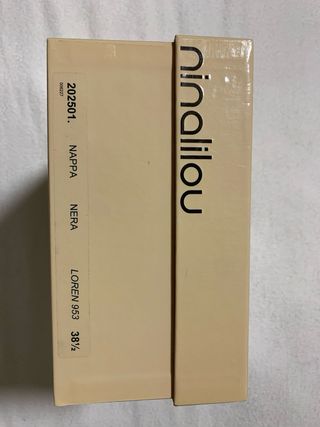 ninalilou
202501. NAPPA NERA LOREN 953 38½